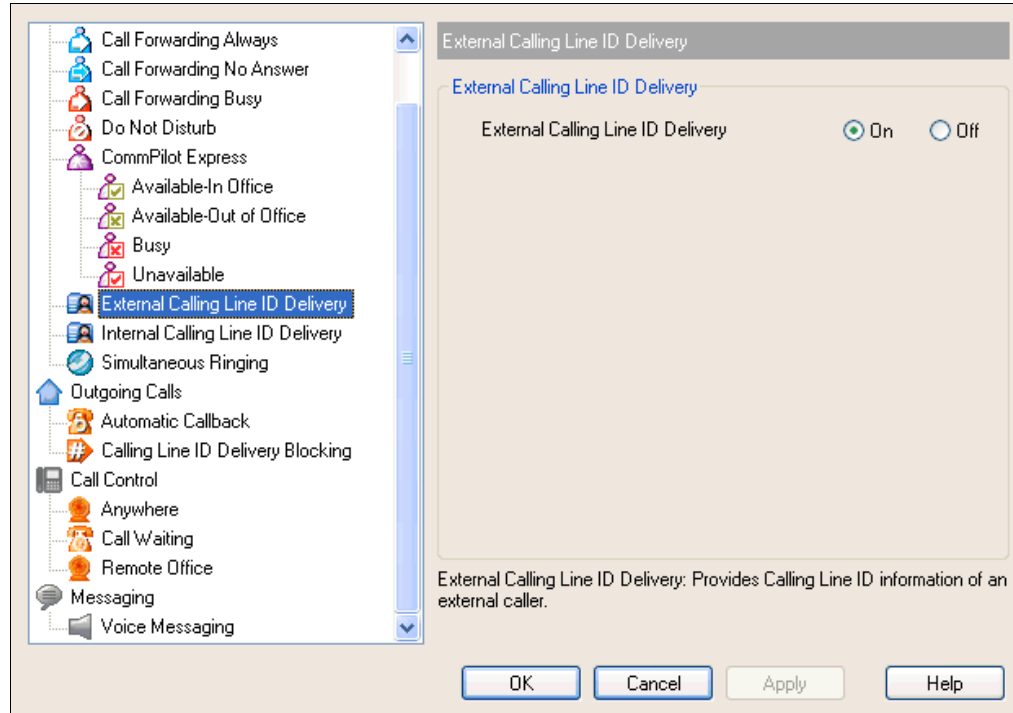 Call Forwarding Always
Call Forwarding No Answer
Call Forwarding Busy
Do Not Disturb
CommPilot Express
Available-In Office
Available-Out of Office
Busy
Unavailable
External Calling Line ID Delivery
Internal Calling Line ID Delivery
Simultaneous Ringing
Outgoing Calls
Automatic Callback
Calling Line ID Delivery Blocking
Call Control
Anywhere
Call Waiting
Remote Office
Messaging
Voice Messaging
External Calling Line ID Delivery
External Calling Line ID Delivery
External Calling Line ID Delivery On Off
External Calling Line ID Delivery: Provides Calling Line ID information of an
external caller.
OK Cancel Apply Help